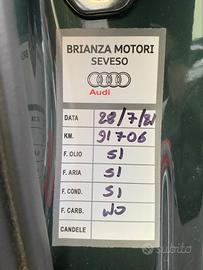 BRIANZA MOTORI
SEVESO
Audi
DATA 28/7/21
KM. 91706
F. OLIO SI
F. ARIA SI
F. COND. SI
F. CARB. NO
CANDELE
subito